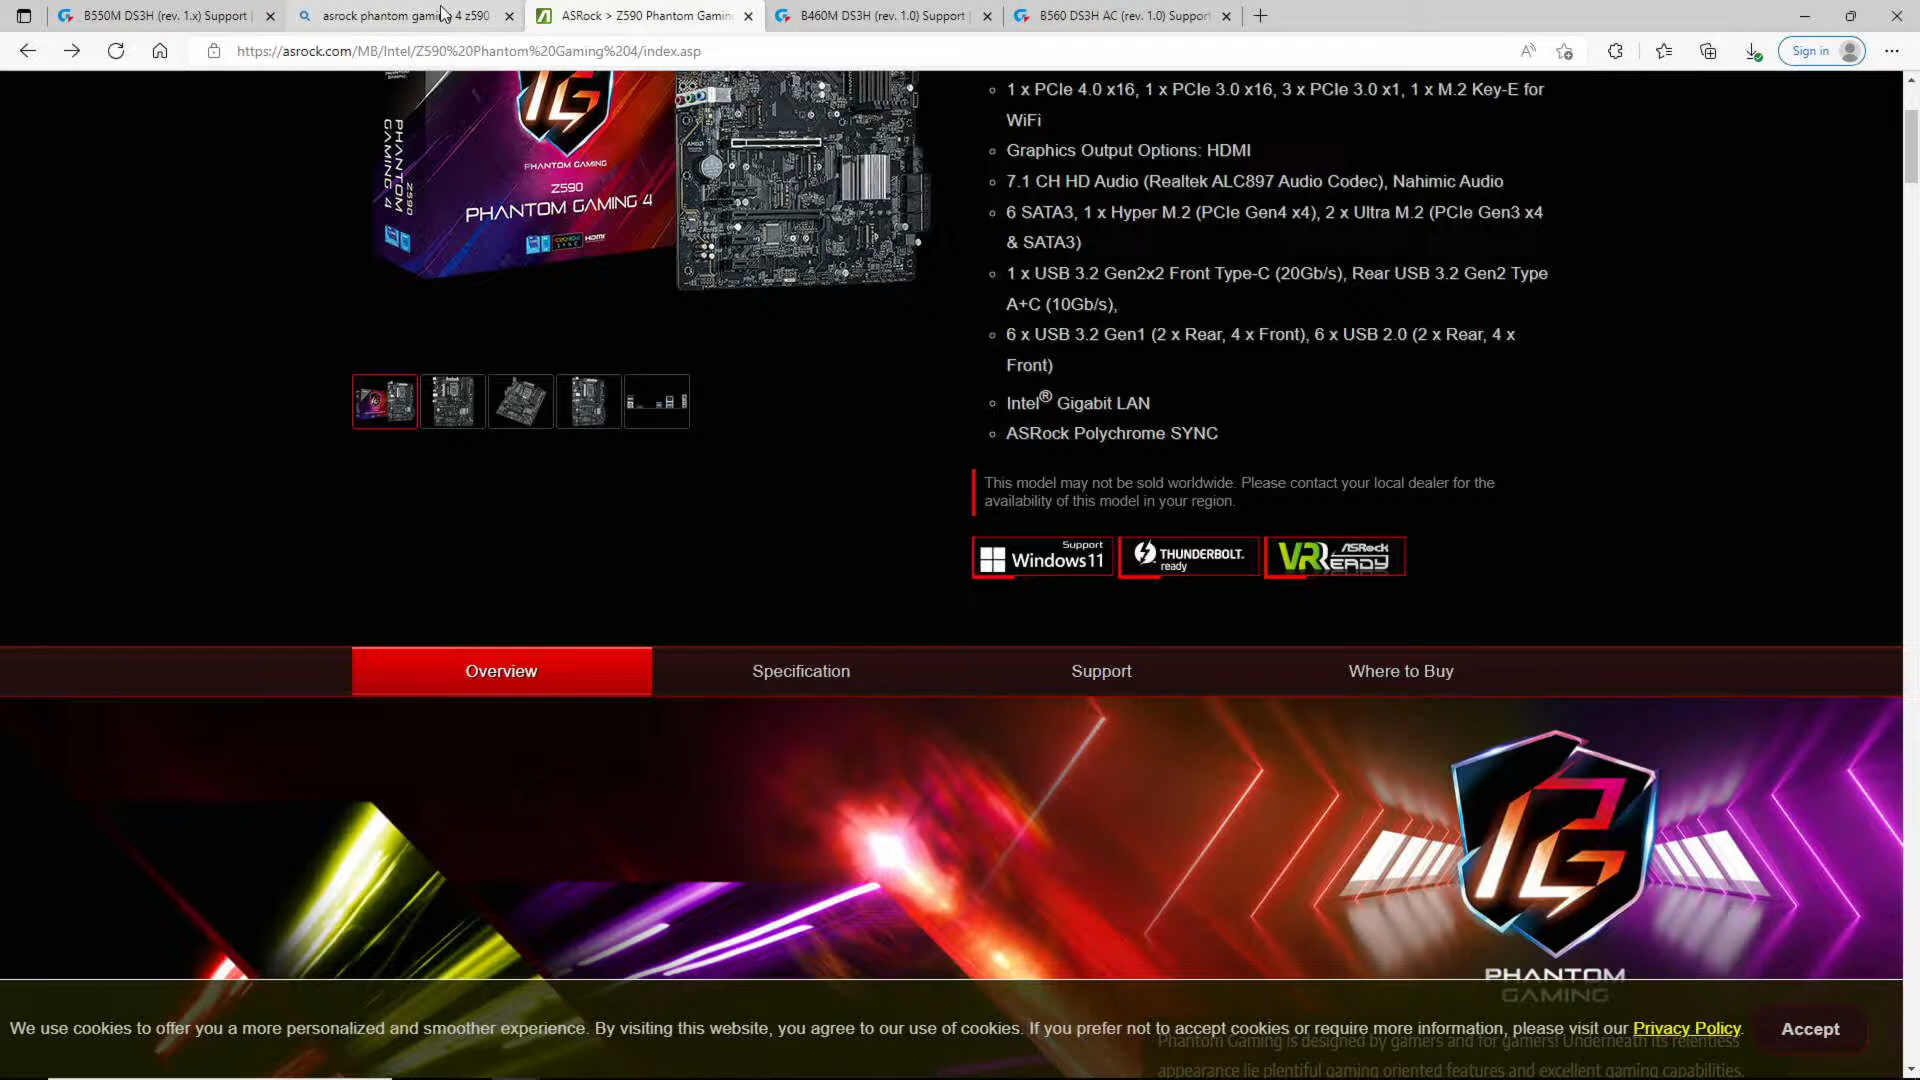 B550M DS3H (rev. 1.x) Support
asrock phantom gaming 4 z590
ASRock > Z590 Phantom Gamin
B460M DS3H (rev. 1.0) Support
B560 DS3H AC (rev. 1.0) Support
https://asrock.com/MB/Intel/Z590%20Phantom%20Gaming%204/index.asp
Sign in
PHANTOM GAMING 4
Z590
PHANTOM GAMING
Z590
PHANTOM GAMING 4
HDMI
1 x PCIe 4.0 x16, 1 x PCIe 3.0 x16, 3 x PCIe 3.0 x1, 1 x M.2 Key-E for
WiFi
Graphics Output Options: HDMI
7.1 CH HD Audio (Realtek ALC897 Audio Codec), Nahimic Audio
6 SATA3, 1 x Hyper M.2 (PCIe Gen4 x4), 2 x Ultra M.2 (PCIe Gen3 x4
& SATA3)
1 x USB 3.2 Gen2x2 Front Type-C (20Gb/s), Rear USB 3.2 Gen2 Type
A+C (10Gb/s),
6 x USB 3.2 Gen1 (2 x Rear, 4 x Front), 6 x USB 2.0 (2 x Rear, 4 x
Front)
Intel® Gigabit LAN
ASRock Polychrome SYNC
This model may not be sold worldwide. Please contact your local dealer for the
availability of this model in your region.
Support
Windows11
THUNDERBOLT.
ready
ASRock
VR READY
Overview
Specification
Support
Where to Buy
PHANTOM
GAMING
We use cookies to offer you a more personalized and smoother experience. By visiting this website, you agree to our use of cookies. If you prefer not to accept cookies or require more information, please visit our Privacy Policy.
Accept
Phantom Gaming is designed by gamers and for gamers! Underneath its relentless
appearance lie plentiful gaming oriented features and excellent gaming capabilities.